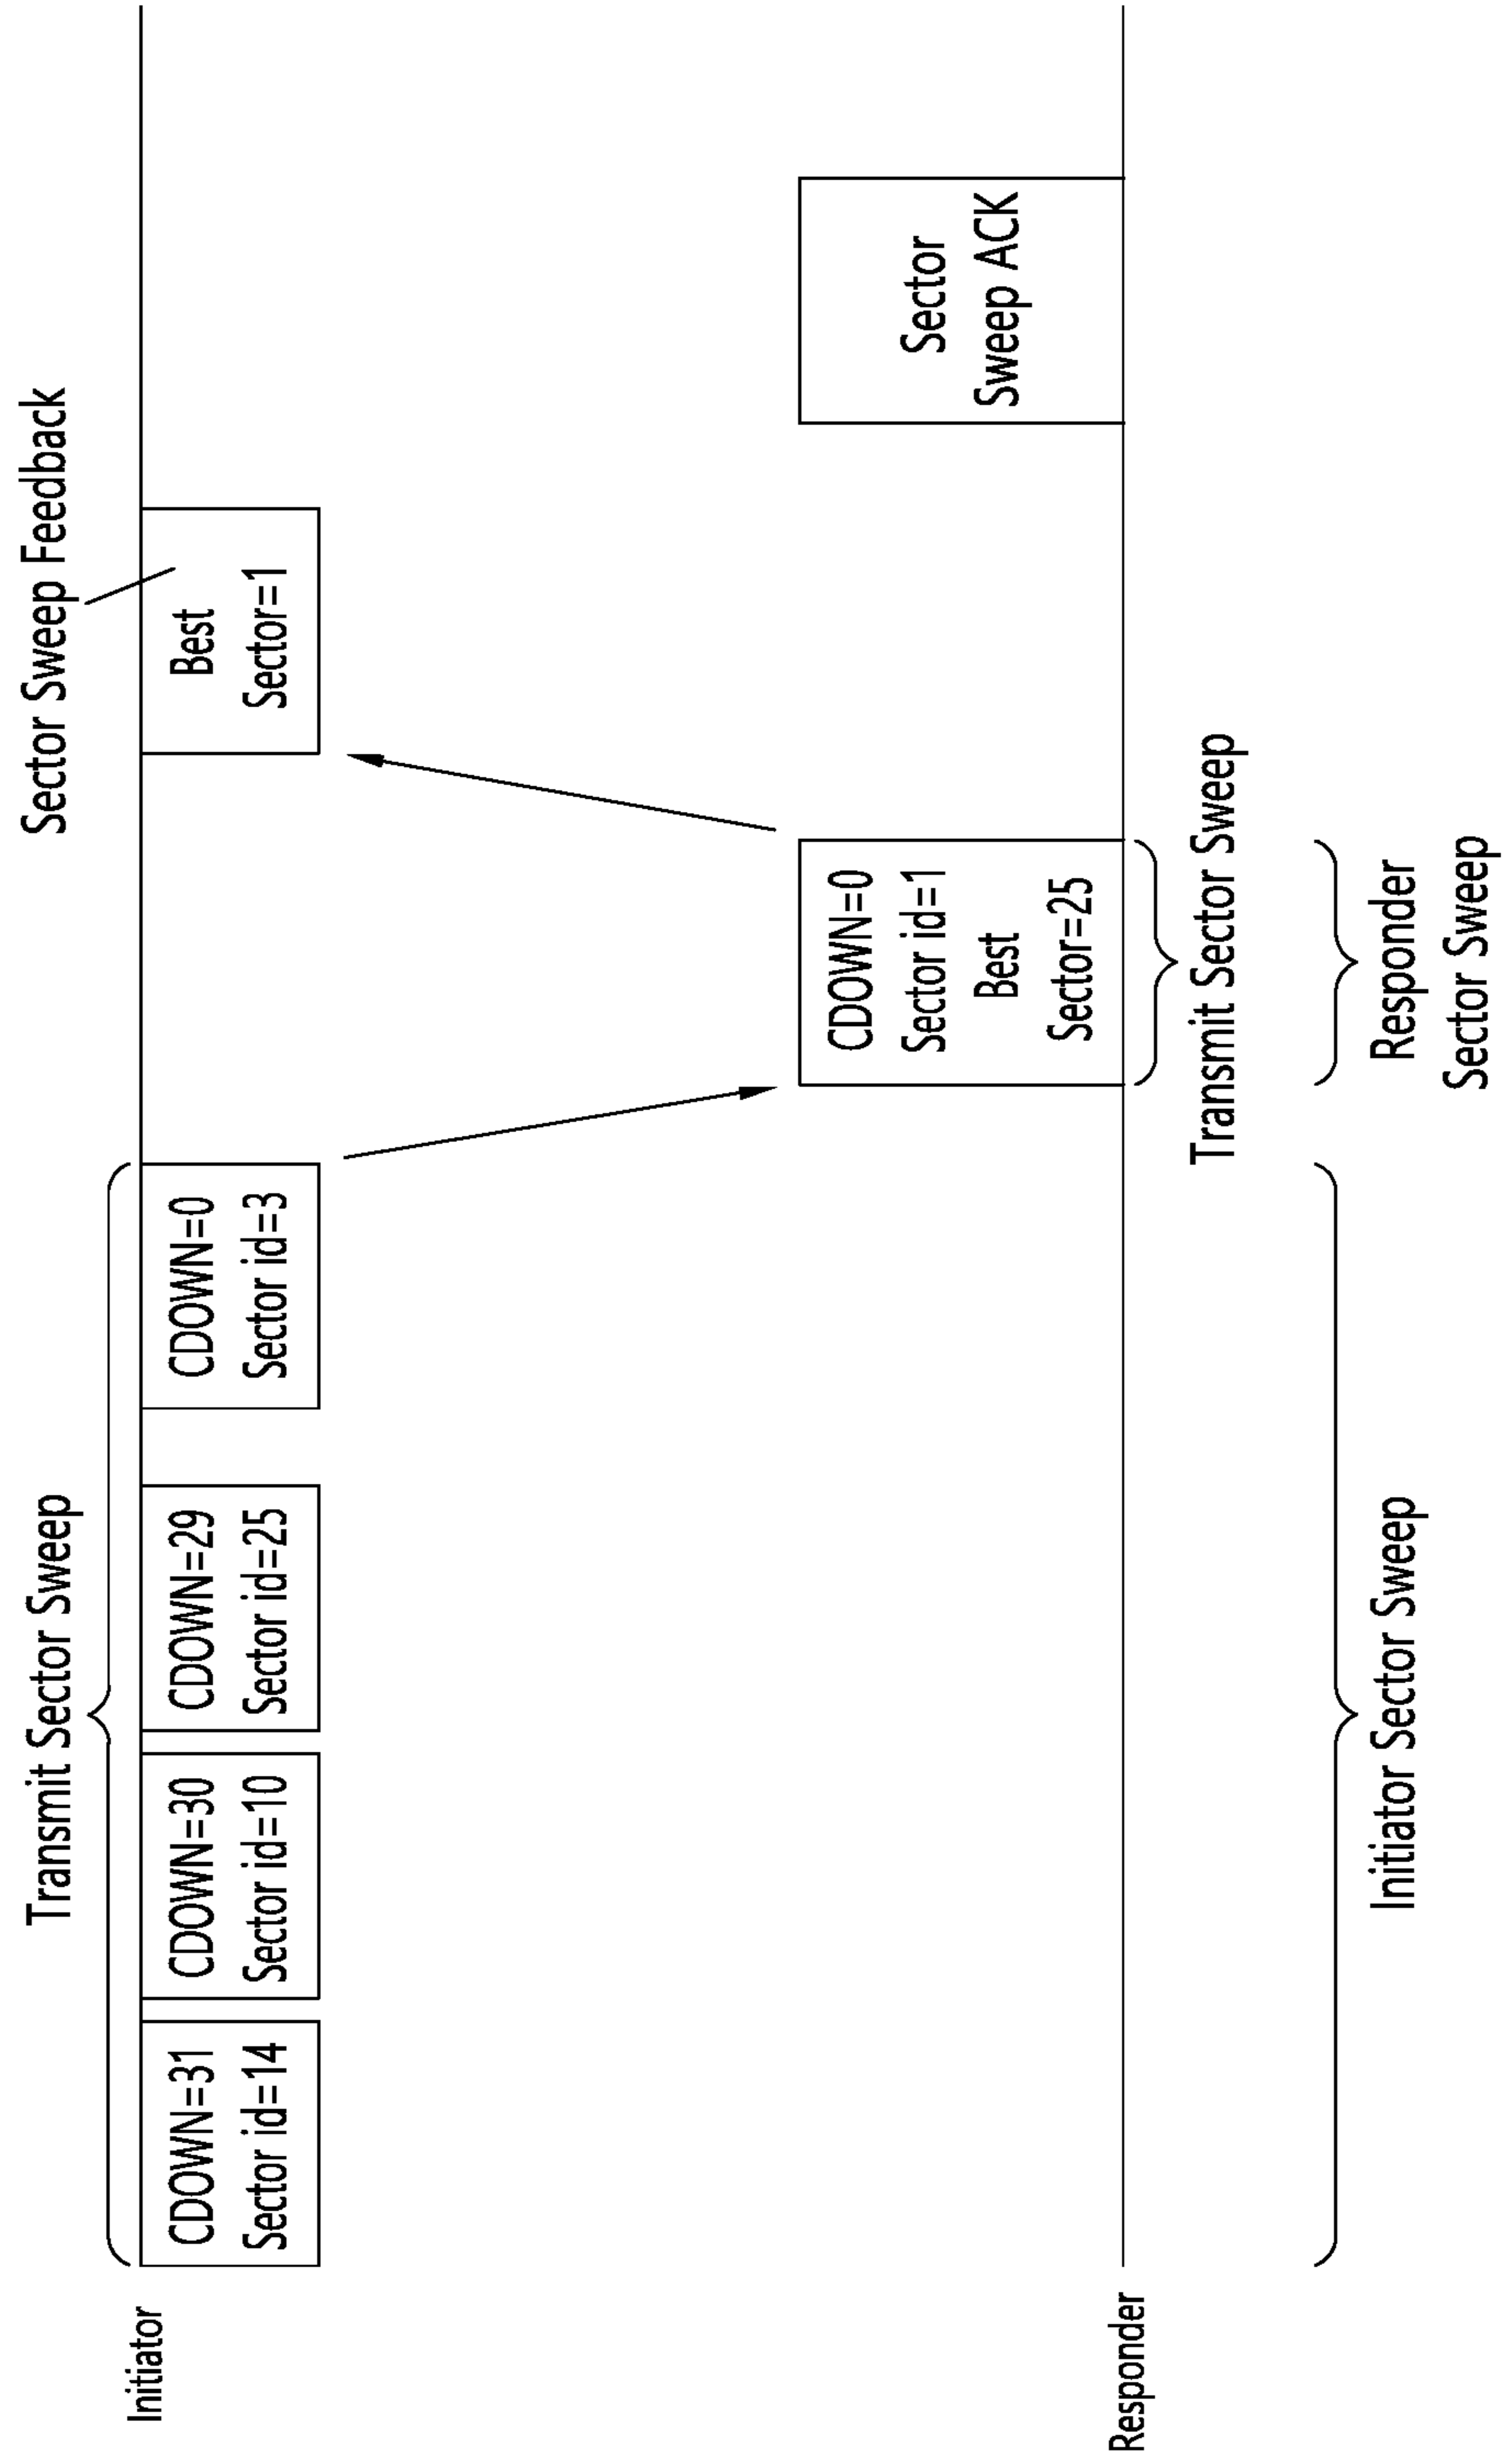 Transmit Sector Sweep
Sector Sweep Feedback
Initiator
CDOWN=31
Sector id=14
CDOWN=30
Sector id=10
CDOWN=29
Sector id=25
CDOWN=0
Sector id=3
Best
Sector=1
Responder
CDOWN=0
Sector id=1
Best
Sector=25
Sector
Sweep ACK
Transmit Sector Sweep
Initiator Sector Sweep
Responder
Sector Sweep